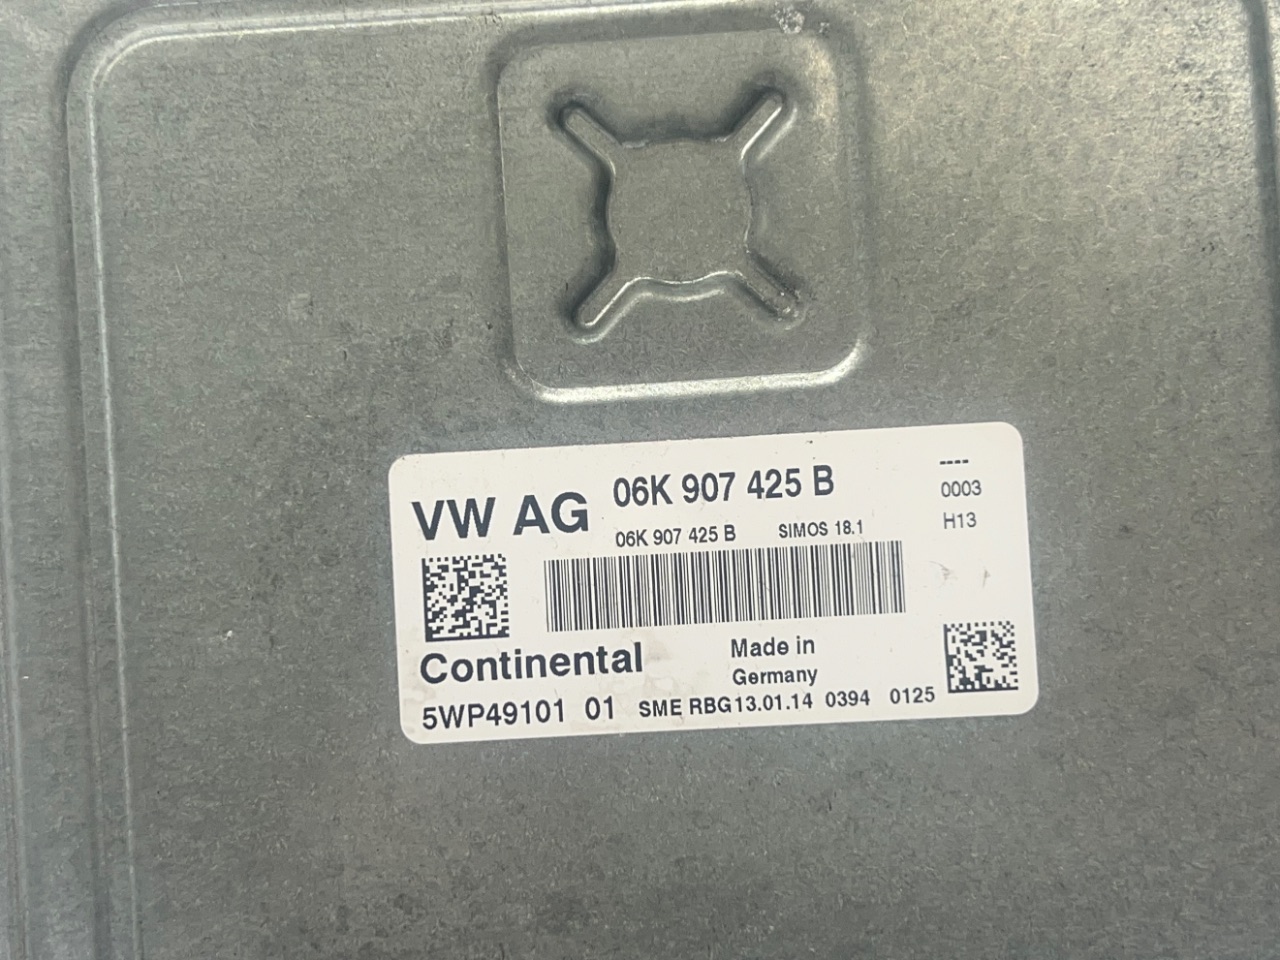 VW AG 06K 907 425 B ----
06K 907 425 B SIMOS 18.1 0003
H13
Continental Made in
Germany
5WP49101 01 SME RBG13.01.14 0394 0125